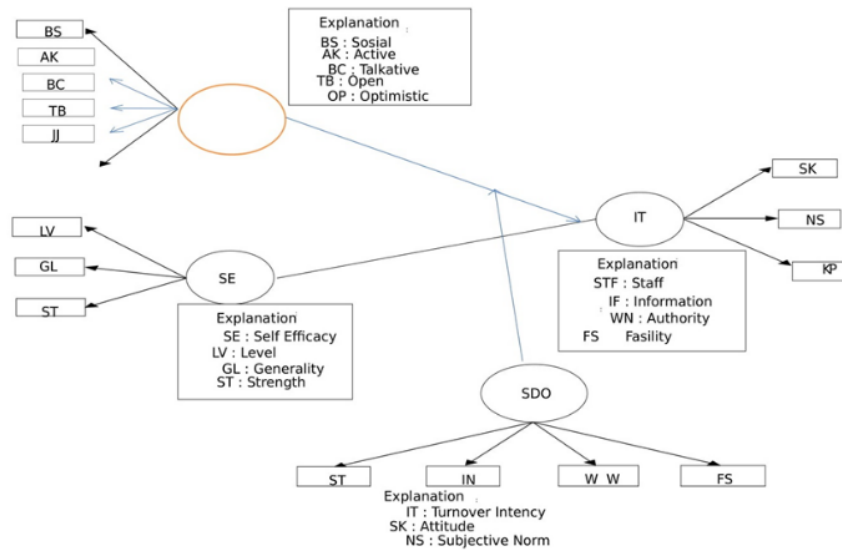 BS
AK
BC
TB
JJ
Explanation :
BS : Sosial
AK : Active
BC : Talkative
TB : Open
OP : Optimistic
SK
IT
NS
KP
LV
GL
ST
SE
Explanation
STF : Staff
IF : Information
WN : Authority
FS Fasility
Explanation :
SE : Self Efficacy
LV : Level
GL : Generality
ST : Strength
SDO
ST
IN
W W
FS
Explanation :
IT : Turnover Intency
SK : Attitude
NS : Subjective Norm